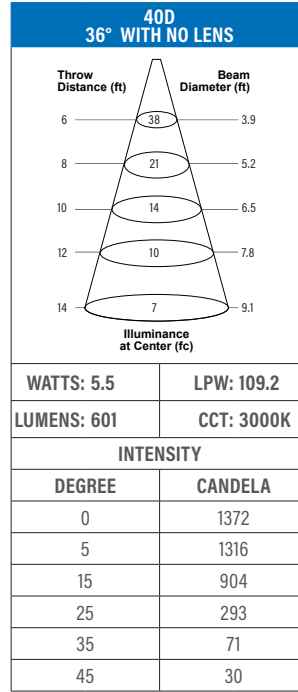 40D
36° WITH NO LENS
Throw Beam
Distance (ft) Diameter (ft)
6 38 3.9
8 21 5.2
10 14 6.5
12 10 7.8
14 7 9.1
Illuminance
at Center (fc)
WATTS: 5.5 LPW: 109.2
LUMENS: 601 CCT: 3000K
INTENSITY
DEGREE CANDELA
0 1372
5 1316
15 904
25 293
35 71
45 30